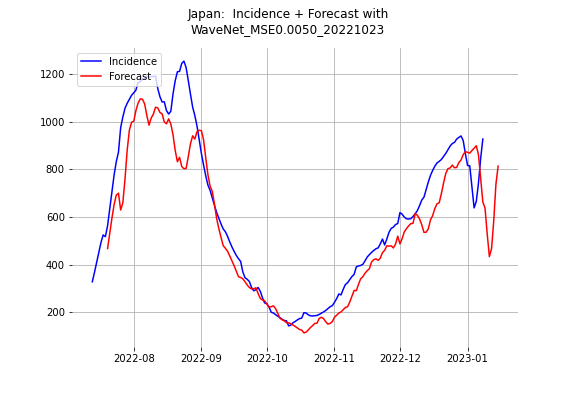 Japan:  Incidence + Forecast with
WaveNet_MSE0.0050_20221023
Incidence
Forecast
1200
1000
800
600
400
200
2022-08 2022-09 2022-10 2022-11 2022-12 2023-01